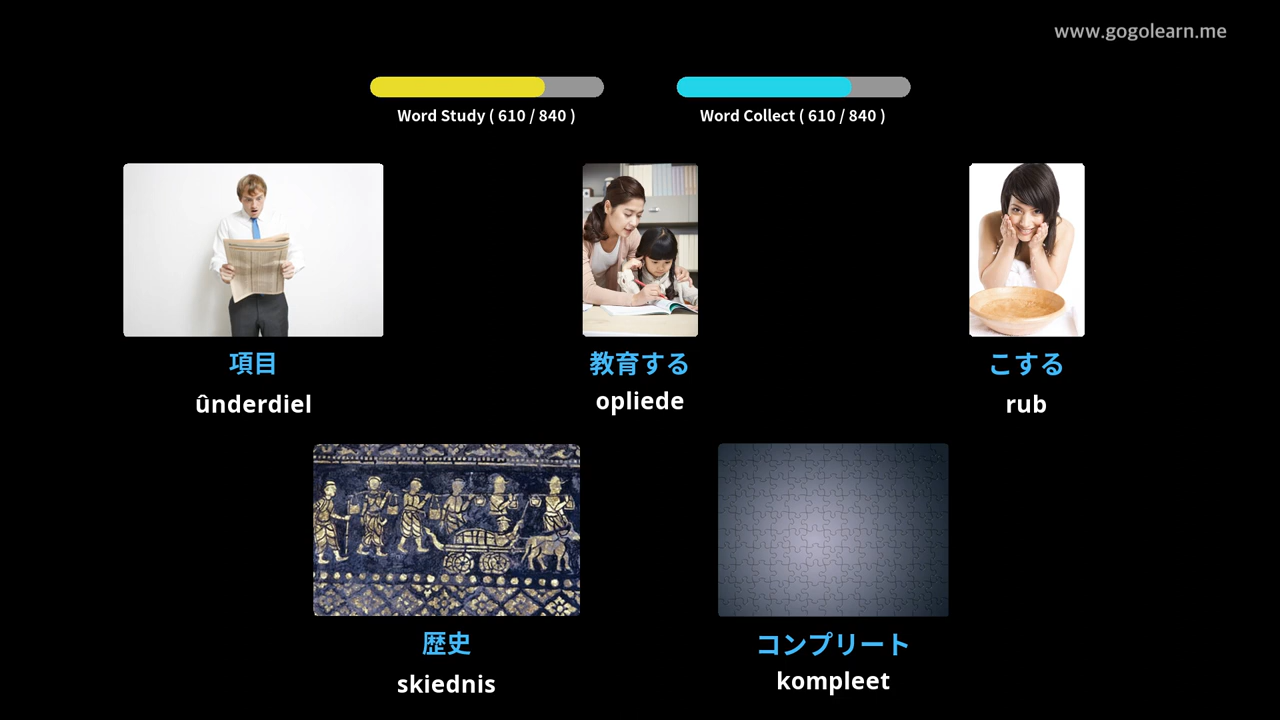 www.gogolearn.me
Word Study ( 610 / 840 )
Word Collect ( 610 / 840 )
項目
教育する
こする
ûnderdiel
opliede
rub
歴史
コンプリート
skiednis
kompleet